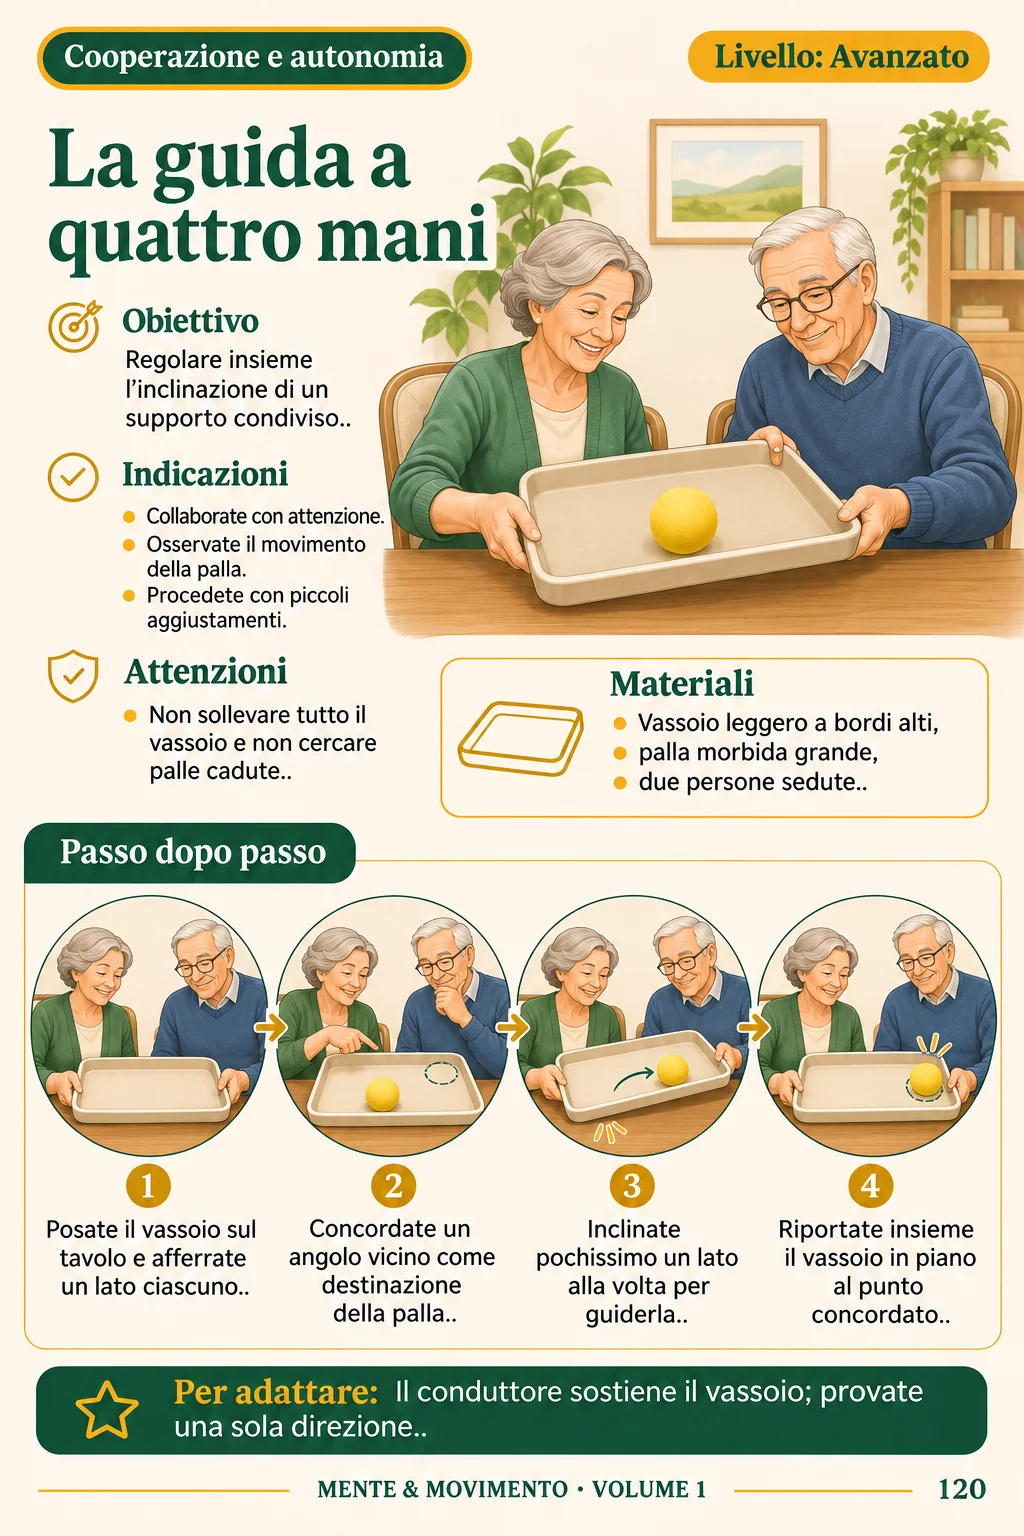 Cooperazione e autonomia
Livello: Avanzato
La guida a
quattro mani
Obiettivo
Regolare insieme
l'inclinazione di un
supporto condiviso..
Indicazioni
Collaborate con attenzione.
Osservate il movimento
della palla.
Procedete con piccoli
aggiustamenti.
Attenzioni
Non sollevare tutto il
vassoio e non cercare
palle cadute..
Materiali
Vassoio leggero a bordi alti,
palla morbida grande,
due persone sedute..
Passo dopo passo
1
Posate il vassoio sul
tavolo e afferrate
un lato ciascuno..
2
Concordate un
angolo vicino come
destinazione
della palla..
3
Inclinate
pochissimo un lato
alla volta per
guiderla..
4
Riportate insieme
il vassoio in piano
al punto
concordato..
Per adattare: Il conduttore sostiene il vassoio; provate
una sola direzione..
MENTE & MOVIMENTO • VOLUME 1
120